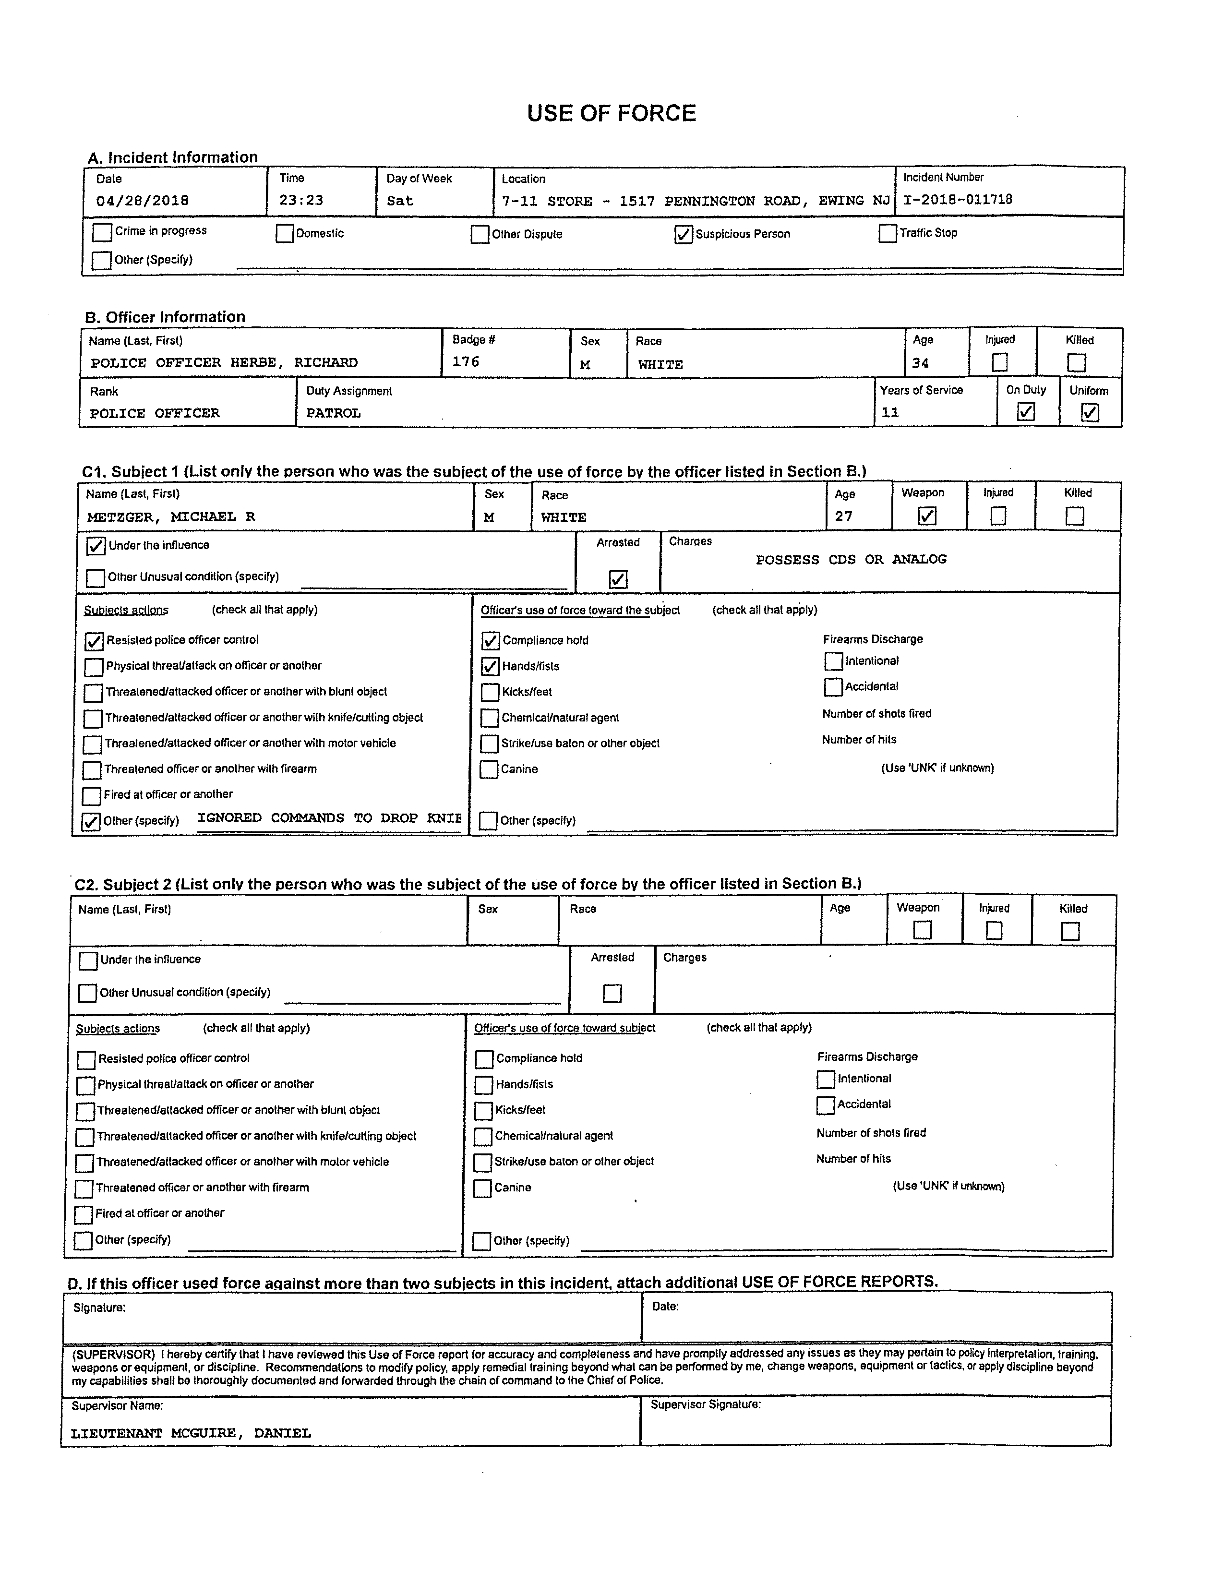 USE OF FORCE
A. Incident Information
Date Time Day of Week Location Incident Number
04/28/2018 23:23 Sat 7-11 STORE - 1517 PENNINGTON ROAD, EWING NJ I-2018-011718
Crime in progress Domestic Other Dispute Suspicious Person Traffic Stop
Other (Specify)
B. Officer Information
Name (Last, First) Badge # Sex Race Age Injured Killed
POLICE OFFICER HERBE, RICHARD 176 M WHITE 34
Rank Duty Assignment Years of Service On Duty Uniform
POLICE OFFICER PATROL 11
C1. Subject 1 (List only the person who was the subject of the use of force by the officer listed in Section B.)
Name (Last, First) Sex Race Age Weapon Injured Killed
METZGER, MICHAEL R M WHITE 27
Under the influence Arrested Charges
POSSESS CDS OR ANALOG
Other Unusual condition (specify)
Subjects actions (check all that apply) Officer's use of force toward the subject (check all that apply)
Resisted police officer control Compliance hold Firearms Discharge
Physical threat/attack on officer or another Hands/fists Intentional
Threatened/attacked officer or another with blunt object Kicks/feet Accidental
Threatened/attacked officer or another with knife/cutting object Chemical/natural agent Number of shots fired
Threatened/attacked officer or another with motor vehicle Strike/use baton or other object Number of hits
Threatened officer or another with firearm Canine (Use 'UNK' if unknown)
Fired at officer or another
Other (specify) IGNORED COMMANDS TO DROP KNIE Other (specify)
C2. Subject 2 (List only the person who was the subject of the use of force by the officer listed in Section B.)
Name (Last, First) Sex Race Age Weapon Injured Killed
Under the influence Arrested Charges
Other Unusual condition (specify)
Subjects actions (check all that apply) Officer's use of force toward subject (check all that apply)
Resisted police officer control Compliance hold Firearms Discharge
Physical threat/attack on officer or another Hands/fists Intentional
Threatened/attacked officer or another with blunt object Kicks/feet Accidental
Threatened/attacked officer or another with knife/cutting object Chemical/natural agent Number of shots fired
Threatened/attacked officer or another with motor vehicle Strike/use baton or other object Number of hits
Threatened officer or another with firearm Canine (Use 'UNK' if unknown)
Fired at officer or another
Other (specify) Other (specify)
D. If this officer used force against more than two subjects in this incident, attach additional USE OF FORCE REPORTS.
Signature: Date:
(SUPERVISOR) I hereby certify that I have reviewed this Use of Force report for accuracy and completeness and have promptly addressed any issues as they may pertain to policy interpretation, training,
weapons or equipment, or discipline. Recommendations to modify policy, apply remedial training beyond what can be performed by me, change weapons, equipment or tactics, or apply discipline beyond
my capabilities shall be thoroughly documented and forwarded through the chain of command to the Chief of Police.
Supervisor Name: Supervisor Signature:
LIEUTENANT MCGUIRE, DANIEL